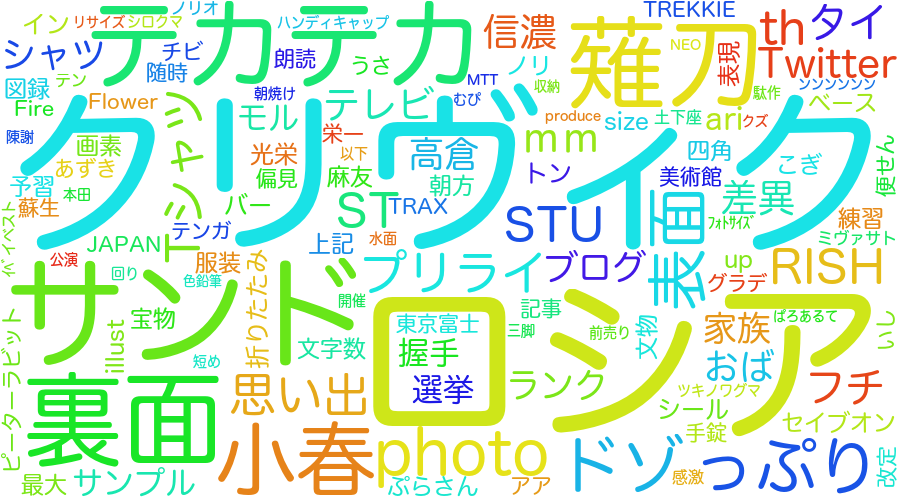 リサイズ
シロクマ
ノリオ
ハンディキャップ
TREKKIE
イン
テカテカ
信濃
薙刀
th
タイ
シャツ
チビ
朗読
うさ
ノリ
NEO
表現
Twitter
随時
図録
テン
MTT
収納
駄作
ンンンンンン
Fire
Flower
朝焼け
テレビ
むぴ
produce
size
土下座
ari
クズ
ベース
陳謝
画素
Tシャツ
モル
栄一
mm
クリヴィク
あずき
光栄
以下
高倉
四角
こぎ
便せん
予習
偏見
麻友
朝方
トン
美術館
差異
蘇生
本田
バー
ST
TRAX
STU
表面
フォトサイズ
練習
イベスト
JAPAN
テンガ
上記
水面
ミヴァサト
公演
回り
服装
折りたたみ
プリライ
ブログ
up
RISH
グラデ
サンド
色鉛筆
開催
ロシア
宝物
illust
記事
東京富士
三脚
前売り
文物
家族
ぱろあるて
いし
ピーターラビット
短め
文字数
握手
おば
裏面
思い出
選挙
ランク
ツキノワグマ
フチ
シール
セイブオン
小春
photo
手錠
ドゾ
っぷり
最大
サンプル
ぷらさん
アア
感激
改定